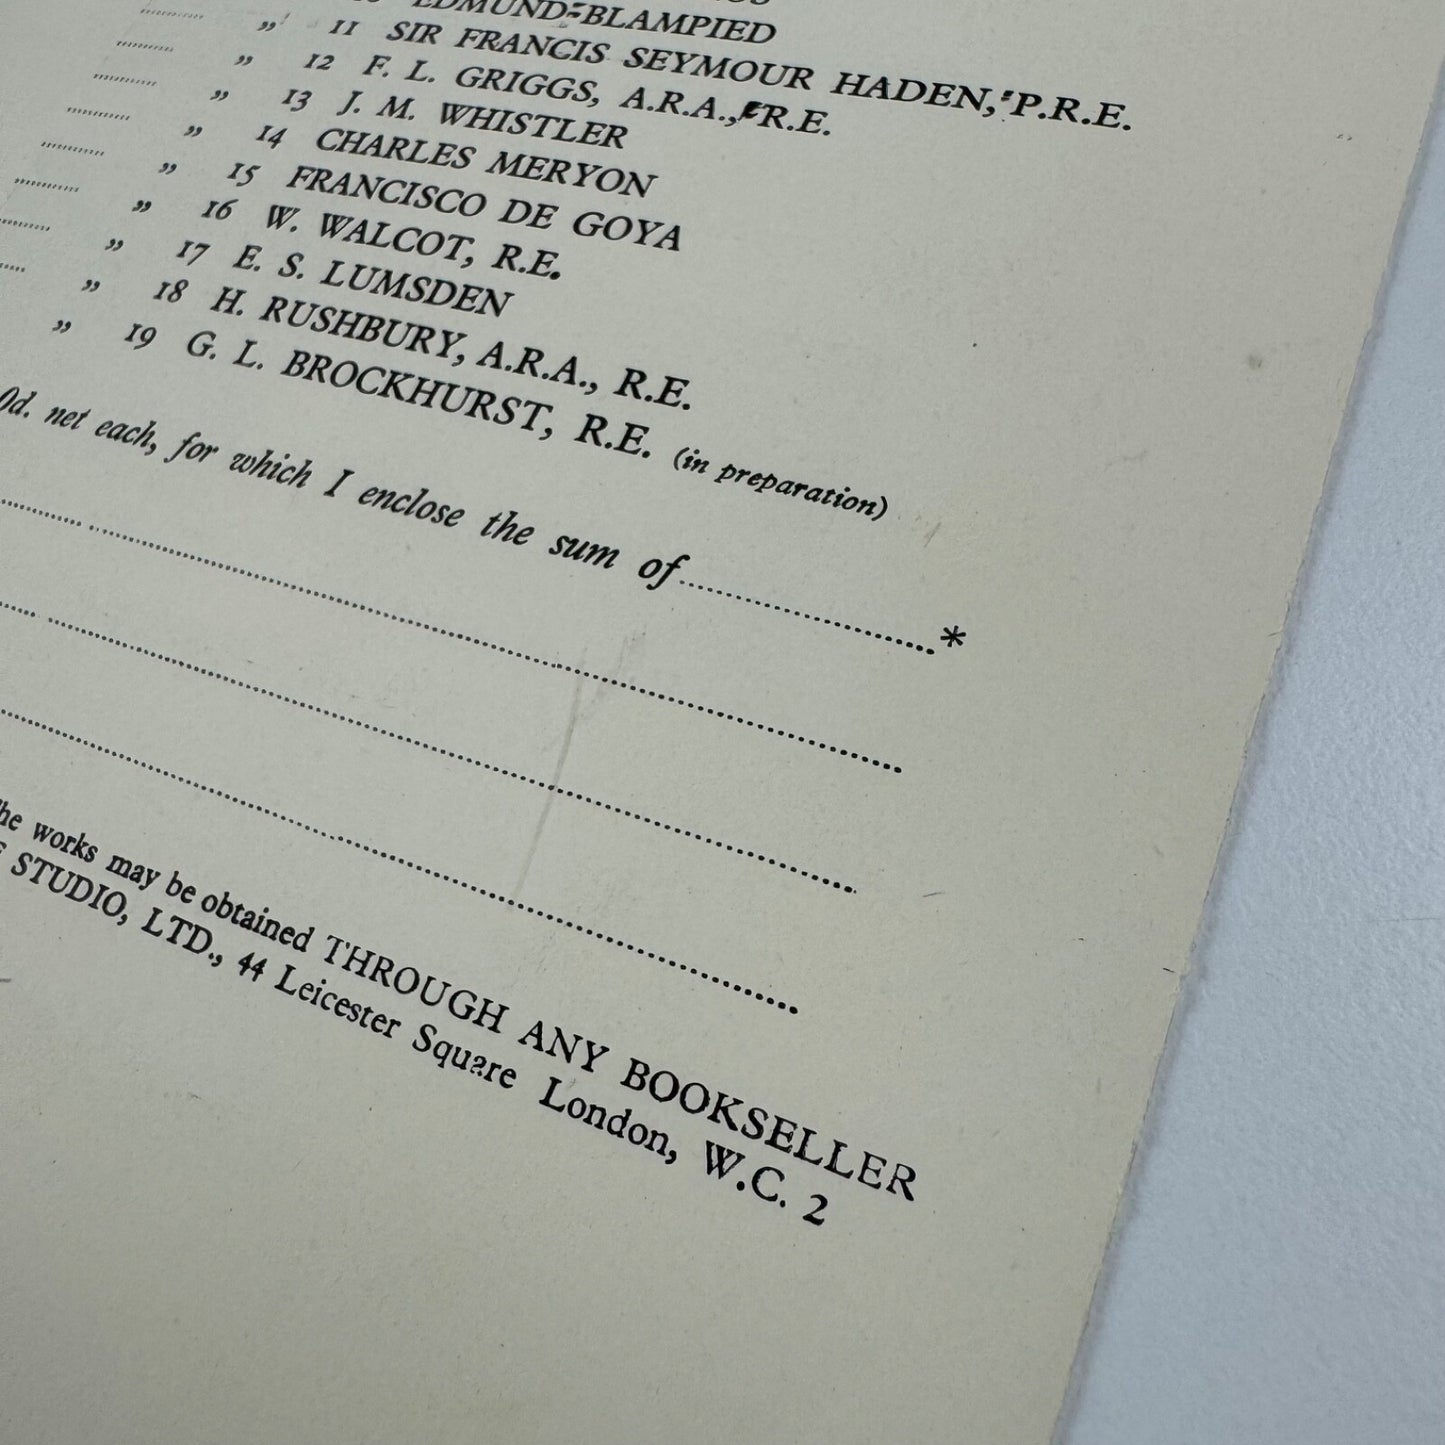 EDMUND BLAMPIED
„ 11 SIR FRANCIS SEYMOUR HADEN, P.R.E.
„ 12 F. L. GRIGGS, A.R.A., R.E.
„ 13 J. M. WHISTLER
„ 14 CHARLES MERYON
„ 15 FRANCISCO DE GOYA
„ 16 W. WALCOT, R.E.
„ 17 E. S. LUMSDEN
„ 18 H. RUSHBURY, A.R.A., R.E.
„ 19 G. L. BROCKHURST, R.E. (in preparation)
net each, for which I enclose the sum of ............ *
works may be obtained THROUGH ANY BOOKSELLER
STUDIO, LTD., 44 Leicester Square London, W.C. 2